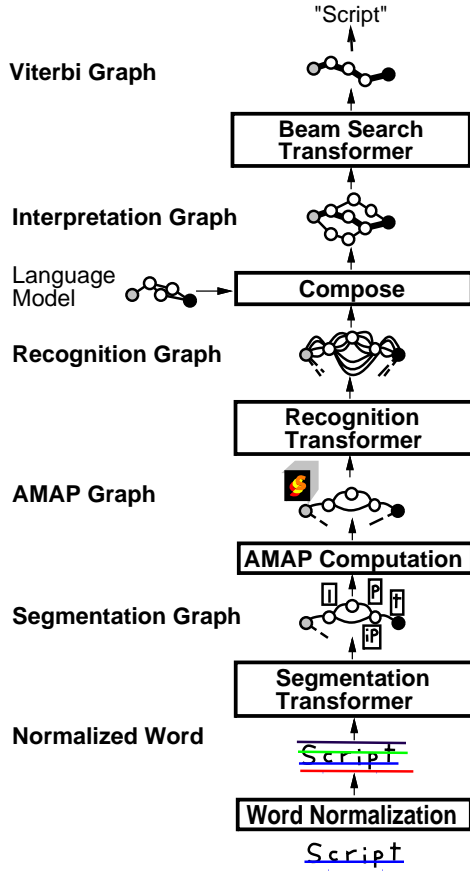 "Script"
Viterbi Graph
Beam Search
Transformer
Interpretation Graph
Language
Model
Compose
Recognition Graph
Recognition
Transformer
AMAP Graph
AMAP Computation
i
p
t
Segmentation Graph
ip
Segmentation
Transformer
Normalized Word
Script
Word Normalization
Script